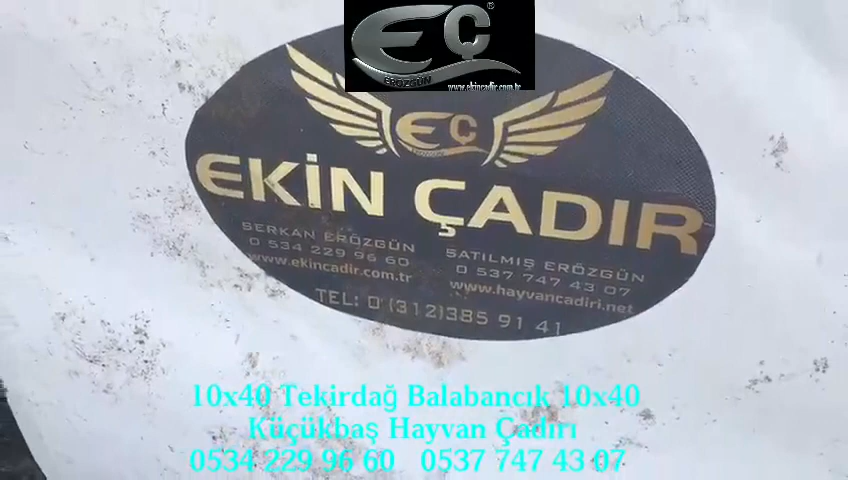 EÇ
®
ERÖZGÜN
www.ekincadir.com.tr
EÇ
ERÖZGÜN
EKİN ÇADIR
SERKAN ERÖZGÜN
0 534 229 96 60
www.ekincadir.com.tr
SATILMIŞ ERÖZGÜN
0 537 747 43 07
www.hayvancadiri.net
TEL: 0 (312)385 91 41
10x40 Tekirdağ Balabancık 10x40
Küçükbaş Hayvan Çadırı
0534 229 96 60 0537 747 43 07